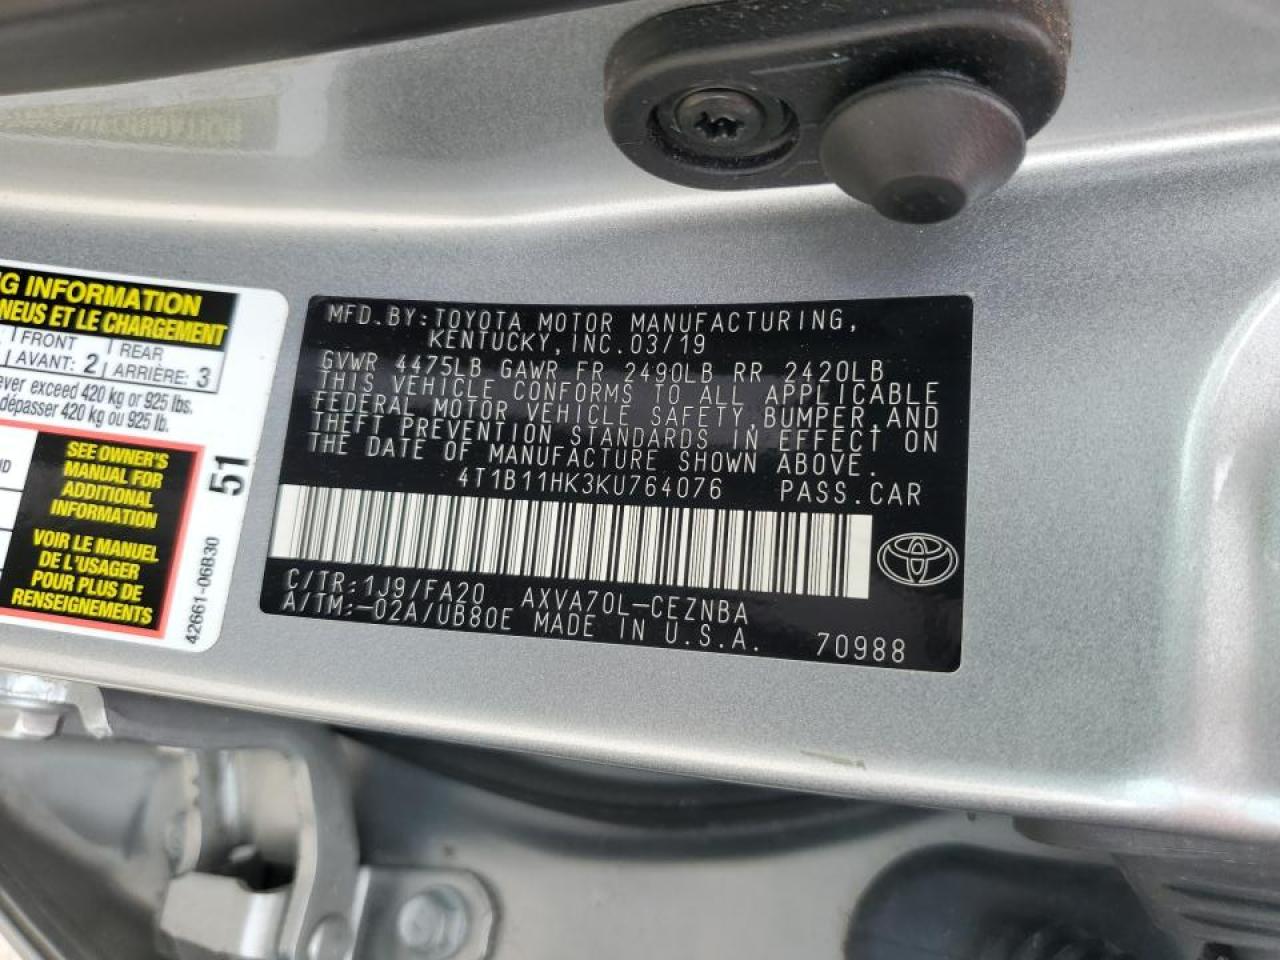 G INFORMATION
NEUS ET LE CHARGEMENT
FRONT
AVANT: 2
REAR
ARRIÈRE: 3
ever exceed 420 kg or 925 lbs.
dépasser 420 kg ou 925 lb.
SEE OWNER'S
MANUAL FOR
ADDITIONAL
INFORMATION
VOIR LE MANUEL
DE L'USAGER
POUR PLUS DE
RENSEIGNEMENTS
51
42661-06B30
MFD.BY:TOYOTA MOTOR MANUFACTURING,
KENTUCKY,INC.03/19
GVWR 4475LB GAWR FR 2490LB RR 2420LB
THIS VEHICLE CONFORMS TO ALL APPLICABLE
FEDERAL MOTOR VEHICLE SAFETY,BUMPER,AND
THEFT PREVENTION STANDARDS IN EFFECT ON
THE DATE OF MANUFACTURE SHOWN ABOVE.
4T1B11HK3KU764076 PASS.CAR
C/TR:1J9/FA20 AXVA70L-CEZNBA
A/TM:-02A/UB80E MADE IN U.S.A. 70988